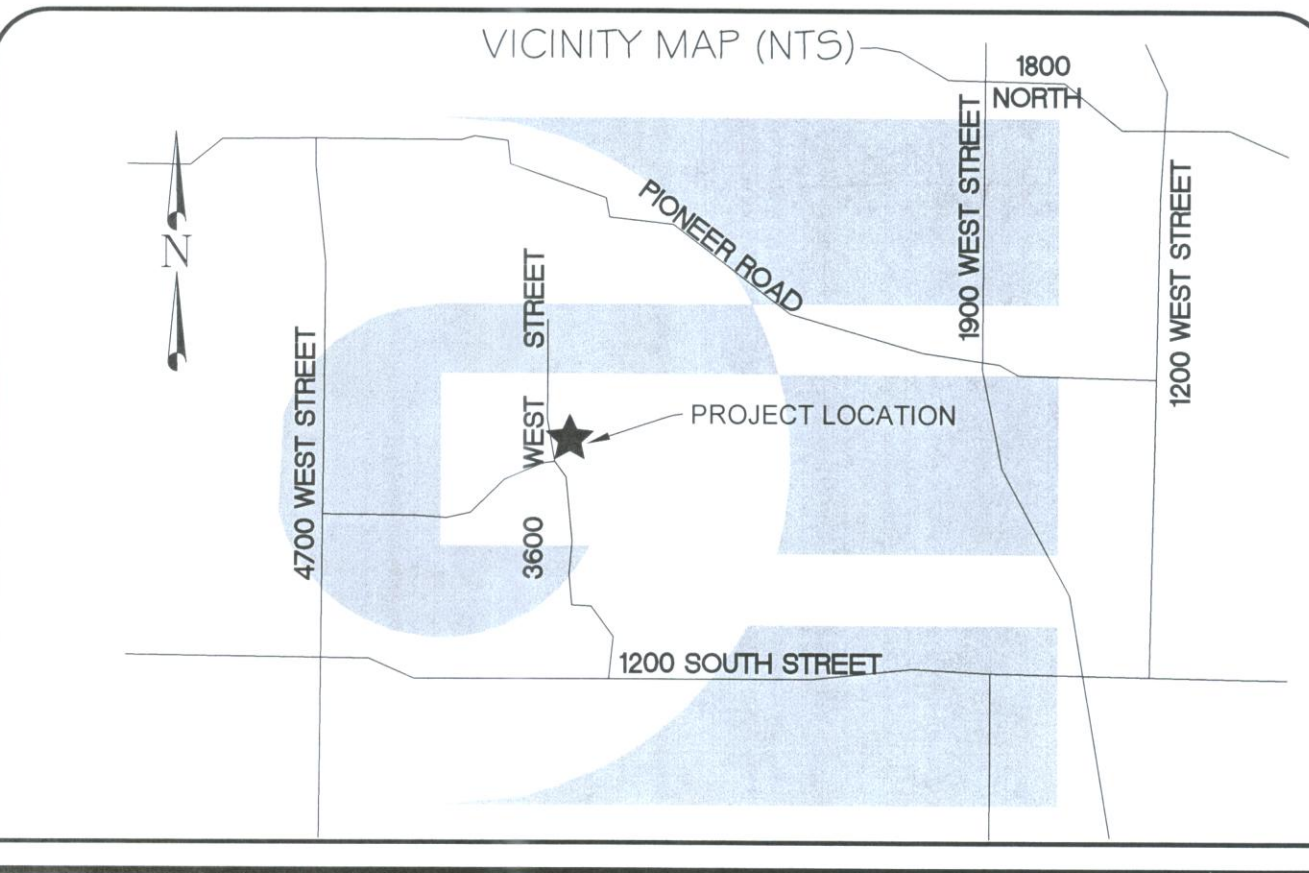 VICINITY MAP (NTS)
1800
NORTH
PIONEER ROAD
1900 WEST STREET
1200 WEST STREET
N
3600 WEST STREET
4700 WEST STREET
PROJECT LOCATION
1200 SOUTH STREET